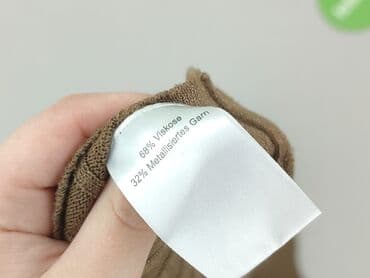 68% Viskose
32% Metallisiertes Garn